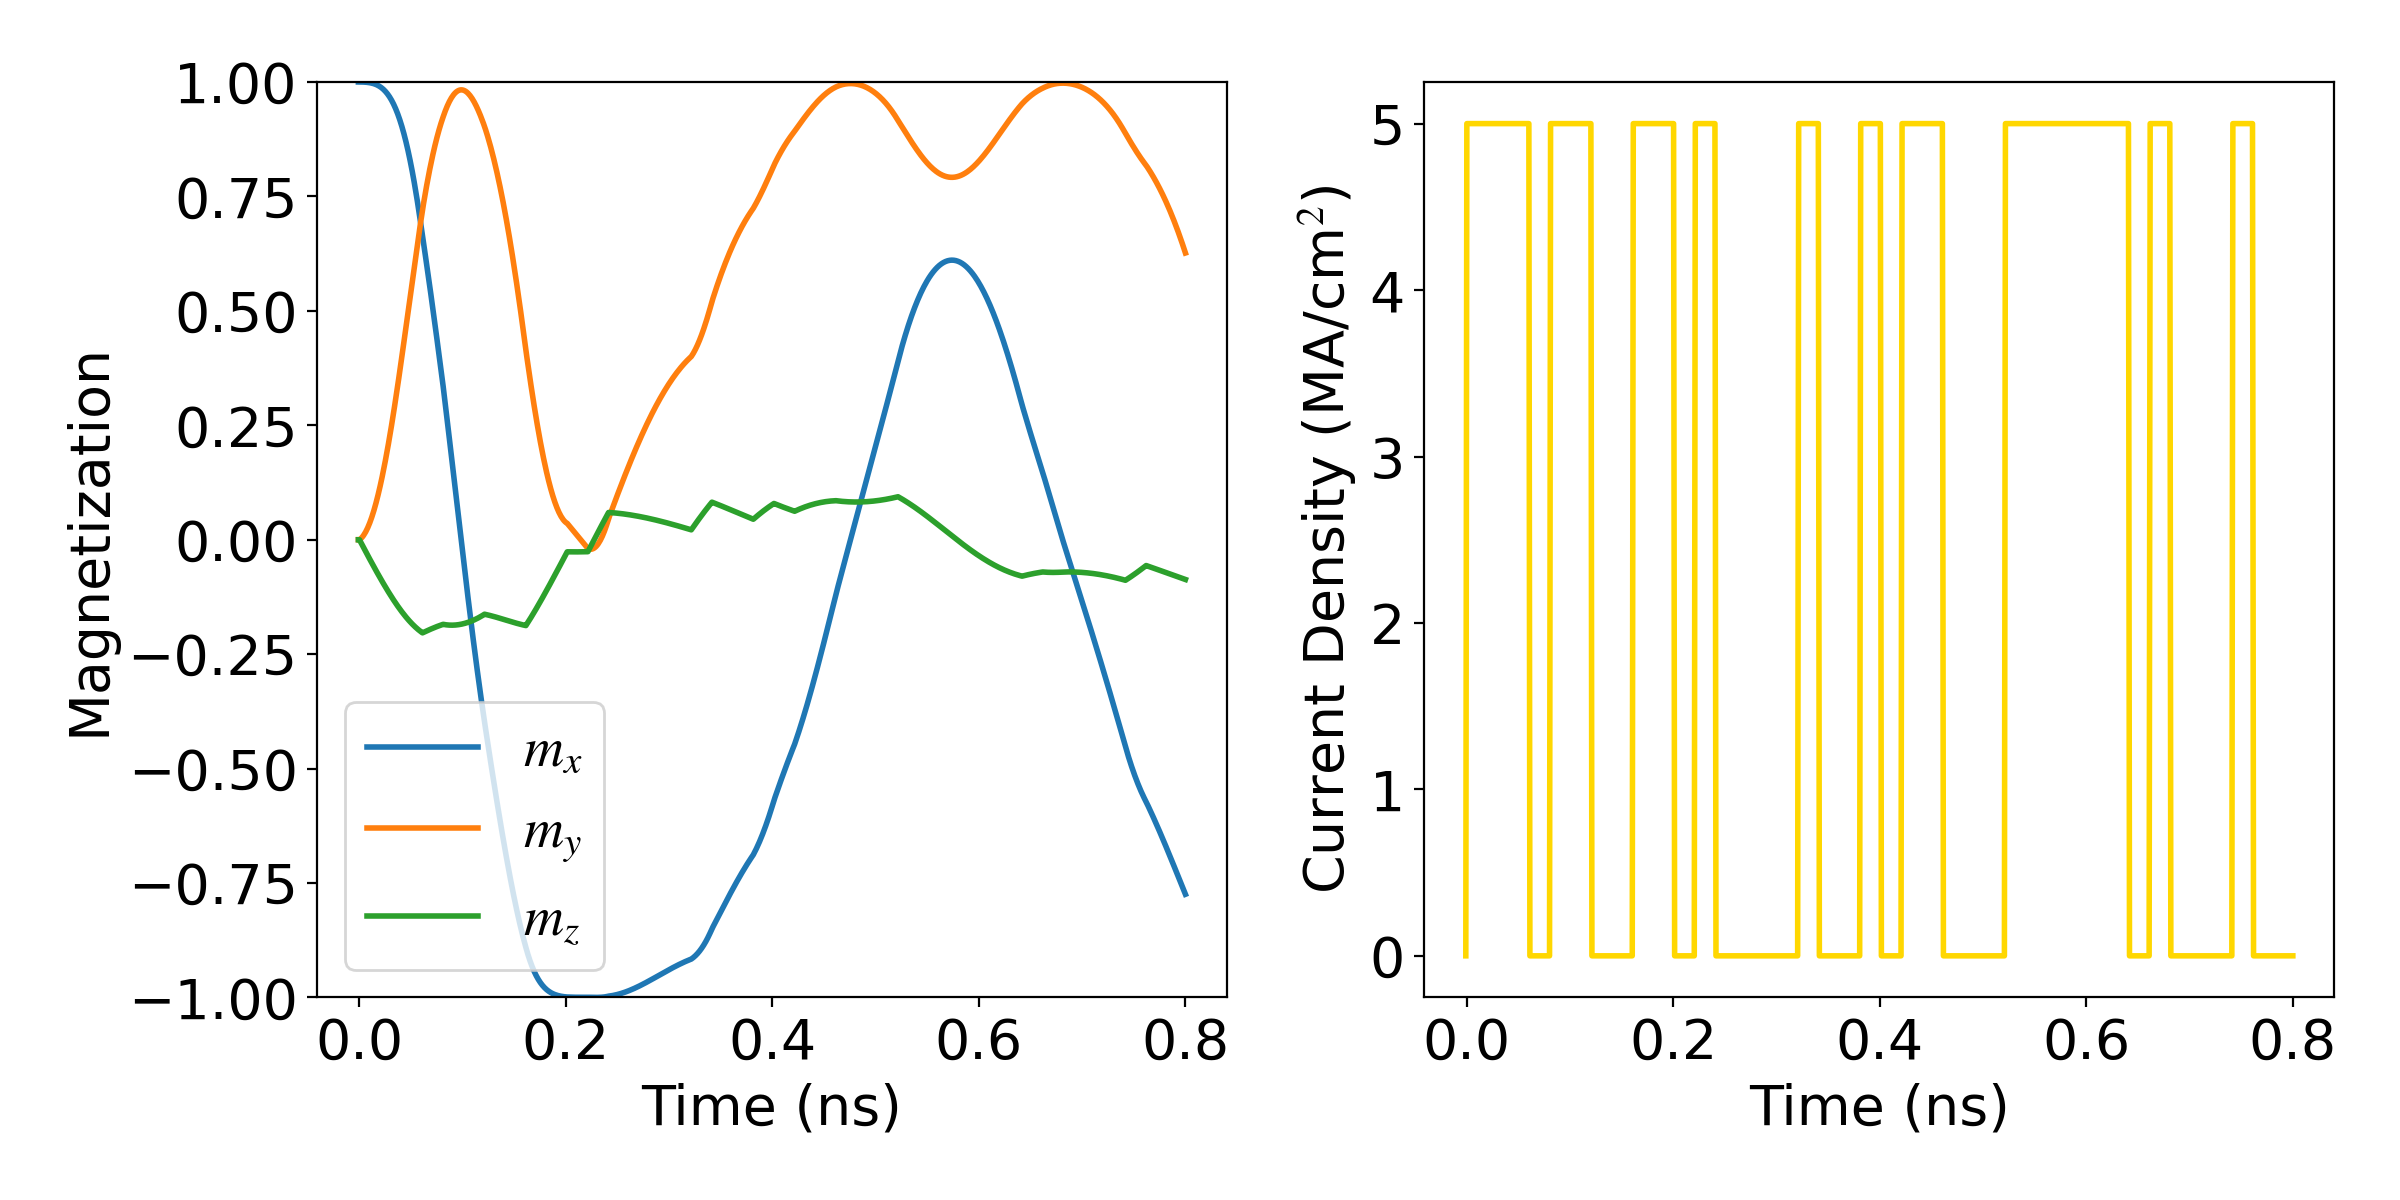 Magnetization
1.00
0.75
0.50
0.25
0.00
−0.25
−0.50
−0.75
−1.00
m_x
m_y
m_z
0.0 0.2 0.4 0.6 0.8
Time (ns)
Current Density (MA/cm²)
5
4
3
2
1
0
0.0 0.2 0.4 0.6 0.8
Time (ns)